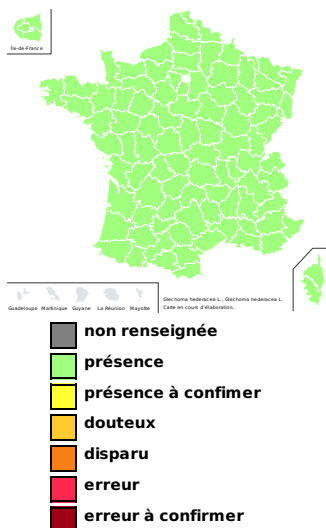 Île-de-France
Glechoma hederacea L., Glechoma hederacea L.
Carte en cours d'élaboration.
Guadeloupe Martinique Guyane La Réunion Mayotte
non renseignée
présence
présence à confimer
douteux
disparu
erreur
erreur à confirmer